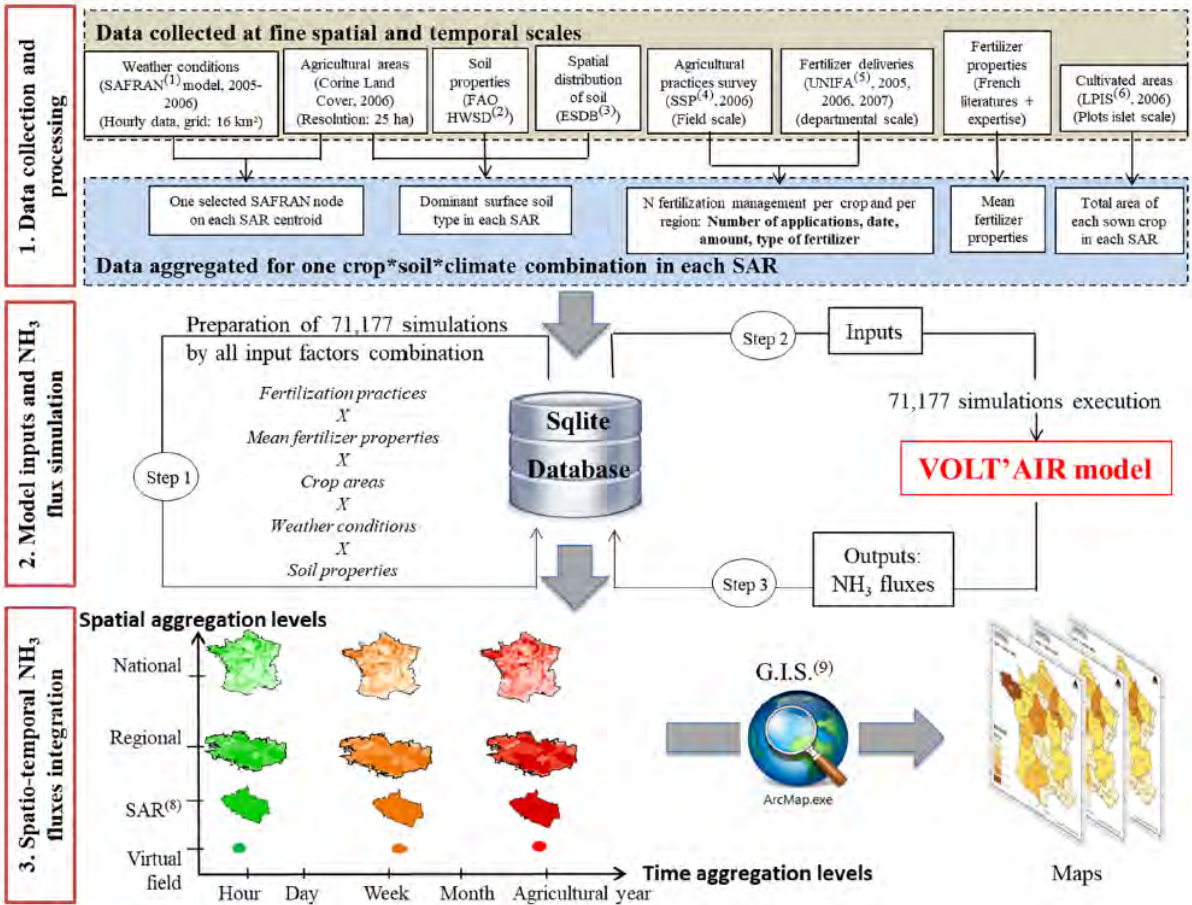 1. Data collection and
processing
Data collected at fine spatial and temporal scales
Weather conditions
(SAFRAN(1) model, 2005-
2006)
(Hourly data, grid: 16 km²)
Agricultural areas
(Corine Land
Cover, 2006)
(Resolution: 25 ha)
Soil
properties
(FAO
HWSD(2))
Spatial
distribution
of soil
(ESDB(3))
Agricultural
practices survey
(SSP(4), 2006)
(Field scale)
Fertilizer deliveries
(UNIFA(5), 2005,
2006, 2007)
(departmental scale)
Fertilizer
properties
(French
literatures +
expertise)
Cultivated areas
(LPIS(6), 2006)
(Plots islet scale)
One selected SAFRAN node
on each SAR centroid
Dominant surface soil
type in each SAR
N fertilization management per crop and per
region: Number of applications, date,
amount, type of fertilizer
Mean
fertilizer
properties
Total area of
each sown crop
in each SAR
Data aggregated for one crop*soil*climate combination in each SAR
2. Model inputs and NH3
flux simulation
Preparation of 71,177 simulations
by all input factors combination
Fertilization practices
X
Mean fertilizer properties
X
Crop areas
X
Weather conditions
X
Soil properties
Step 1
Sqlite
Database
Step 2
Inputs
71,177 simulations execution
VOLT'AIR model
Outputs:
NH3 fluxes
Step 3
3. Spatio-temporal NH3
fluxes integration
Spatial aggregation levels
National
Regional
SAR(8)
Virtual
field
Hour
Day
Week
Month
Agricultural year
Time aggregation levels
G.I.S.(9)
ArcMap.exe
Maps